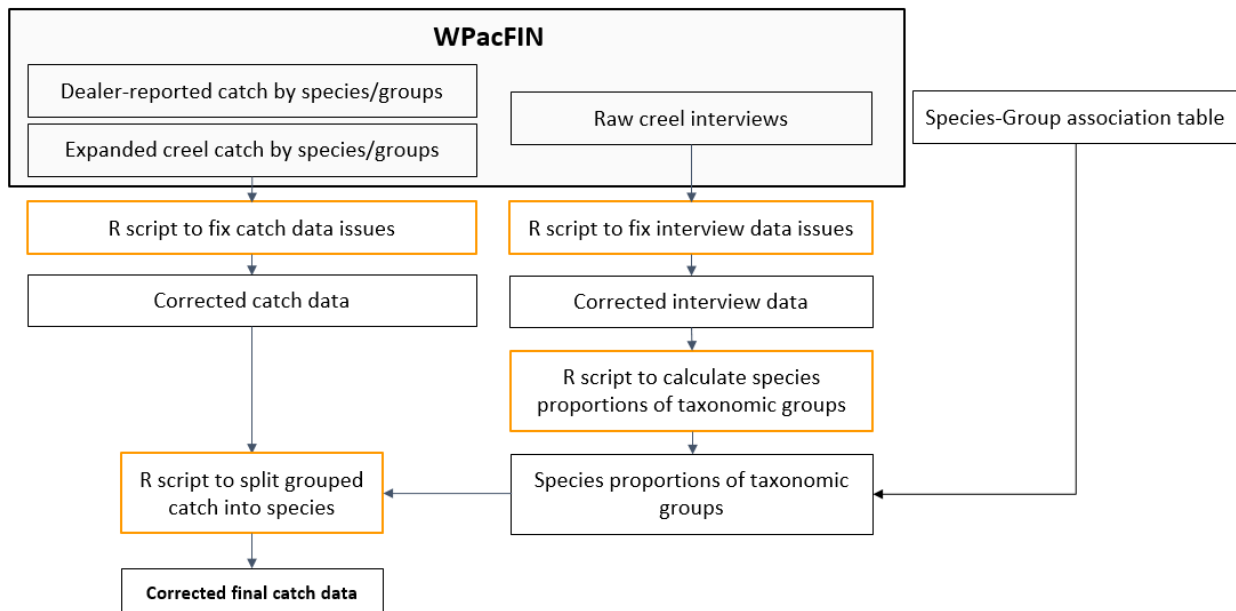 WPacFIN
Dealer-reported catch by species/groups
Expanded creel catch by species/groups
Raw creel interviews
Species-Group association table
R script to fix catch data issues
R script to fix interview data issues
Corrected catch data
Corrected interview data
R script to calculate species
proportions of taxonomic groups
R script to split grouped
catch into species
Species proportions of taxonomic
groups
Corrected final catch data